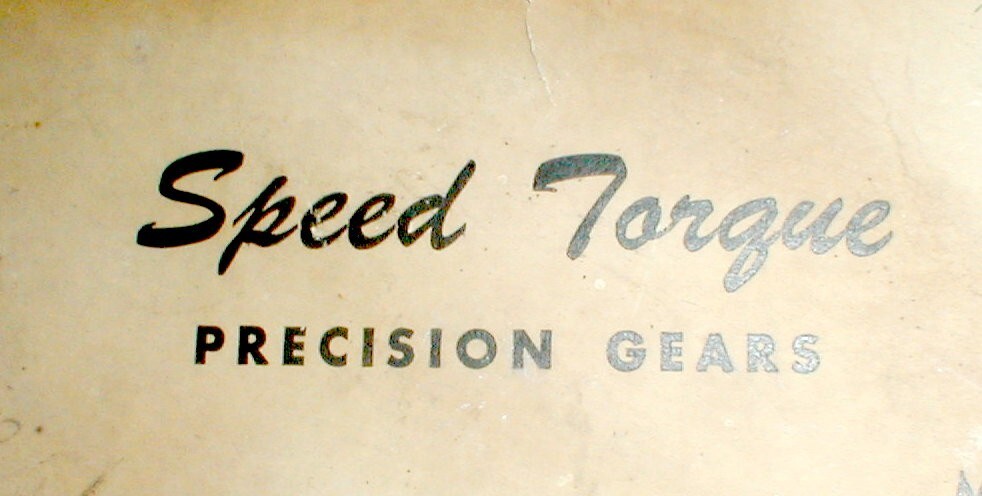 Speed Torque
PRECISION GEARS